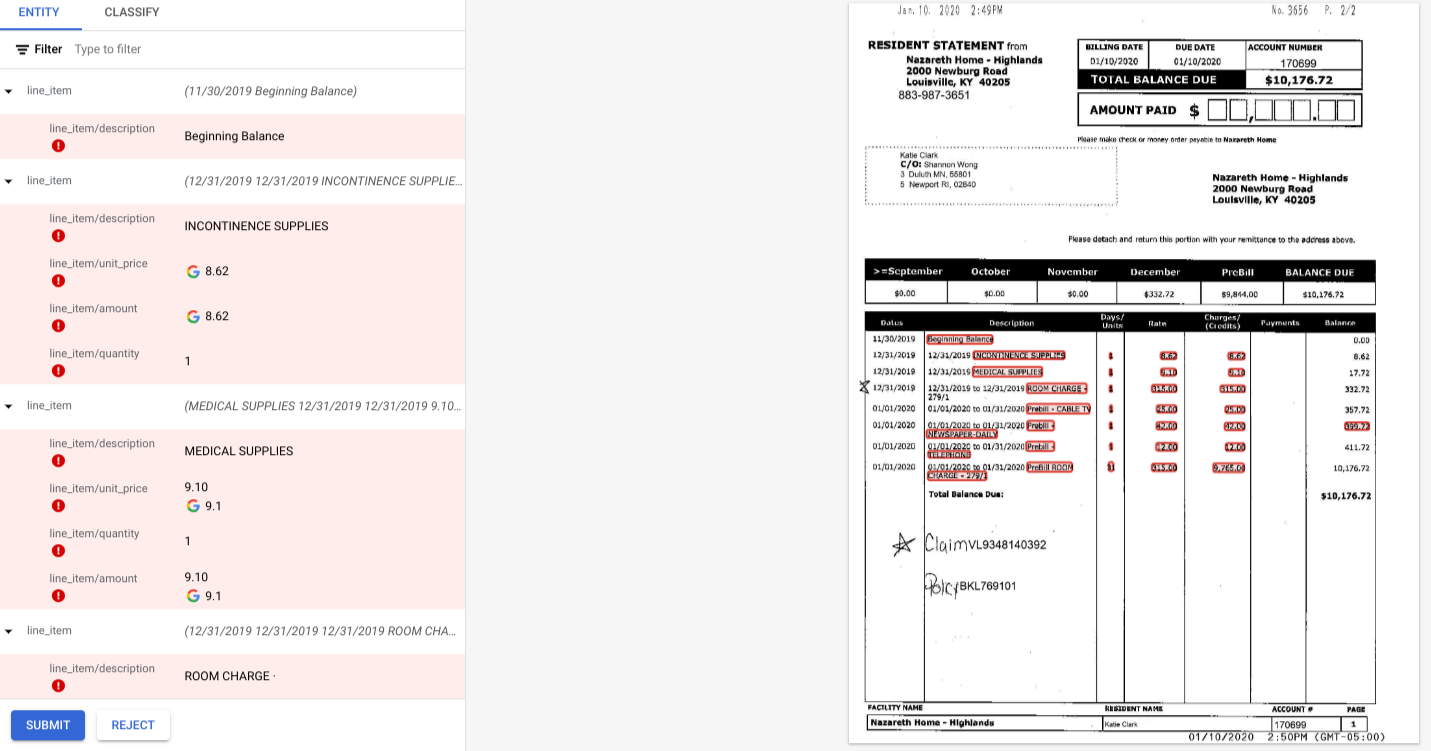 ENTITY CLASSIFY
Filter Type to filter
line_item (11/30/2019 Beginning Balance)
line_item/description Beginning Balance
line_item (12/31/2019 12/31/2019 INCONTINENCE SUPPLIE...
line_item/description INCONTINENCE SUPPLIES
line_item/unit_price 8.62
line_item/amount 8.62
line_item/quantity 1
line_item (MEDICAL SUPPLIES 12/31/2019 12/31/2019 9.10...
line_item/description MEDICAL SUPPLIES
line_item/unit_price 9.10
9.1
line_item/quantity 1
line_item/amount 9.10
9.1
line_item (12/31/2019 12/31/2019 12/31/2019 ROOM CHA...
line_item/description ROOM CHARGE ·
SUBMIT REJECT
Jan. 10. 2020 2:49PM No. 3656 P. 2/2
RESIDENT STATEMENT from
Nazareth Home - Highlands
2000 Newburg Road
Louisville, KY 40205
883-987-3651
BILLING DATE DUE DATE ACCOUNT NUMBER
01/10/2020 01/10/2020 170699
TOTAL BALANCE DUE $10,176.72
AMOUNT PAID $
Please make check or money order payable to Nazareth Home
Katie Clark
C/O: Shannon Wong
3 Duluth MN, 55801
5 Newport RI, 02840
Nazareth Home - Highlands
2000 Newburg Road
Louisville, KY 40205
Please detach and return this portion with your remittance to the address above.
>=September October November December PreBill BALANCE DUE
$0.00 $0.00 $0.00 $332.72 $9,844.00 $10,176.72
Dates Description Days/ Units Rate Charges/ (Credits) Payments Balance
11/30/2019 Beginning Balance 0.00
12/31/2019 12/31/2019 INCONTINENCE SUPPLIES 1 8.62 8.62 8.62
12/31/2019 12/31/2019 MEDICAL SUPPLIES 1 9.10 9.10 17.72
12/31/2019 12/31/2019 to 12/31/2019 ROOM CHARGE - 1 315.00 315.00 332.72
279/1
01/01/2020 01/01/2020 to 01/31/2020 Prebill - CABLE TV 1 25.00 25.00 357.72
01/01/2020 01/01/2020 to 01/31/2020 Prebill - 1 42.00 42.00 399.72
NEWSPAPER-DAILY
01/01/2020 01/01/2020 to 01/31/2020 Prebill - 1 12.00 12.00 411.72
TELEPHONE
01/01/2020 01/01/2020 to 01/31/2020 PreBill ROOM 31 315.00 9,765.00 10,176.72
CHARGE - 279/1
Total Balance Due: $10,176.72
Claim VL9348140392
Policy BKL769101
FACILITY NAME RESIDENT NAME ACCOUNT # PAGE
Nazareth Home - Highlands Katie Clark 170699 1
01/10/2020 2:50PM (GMT-05:00)